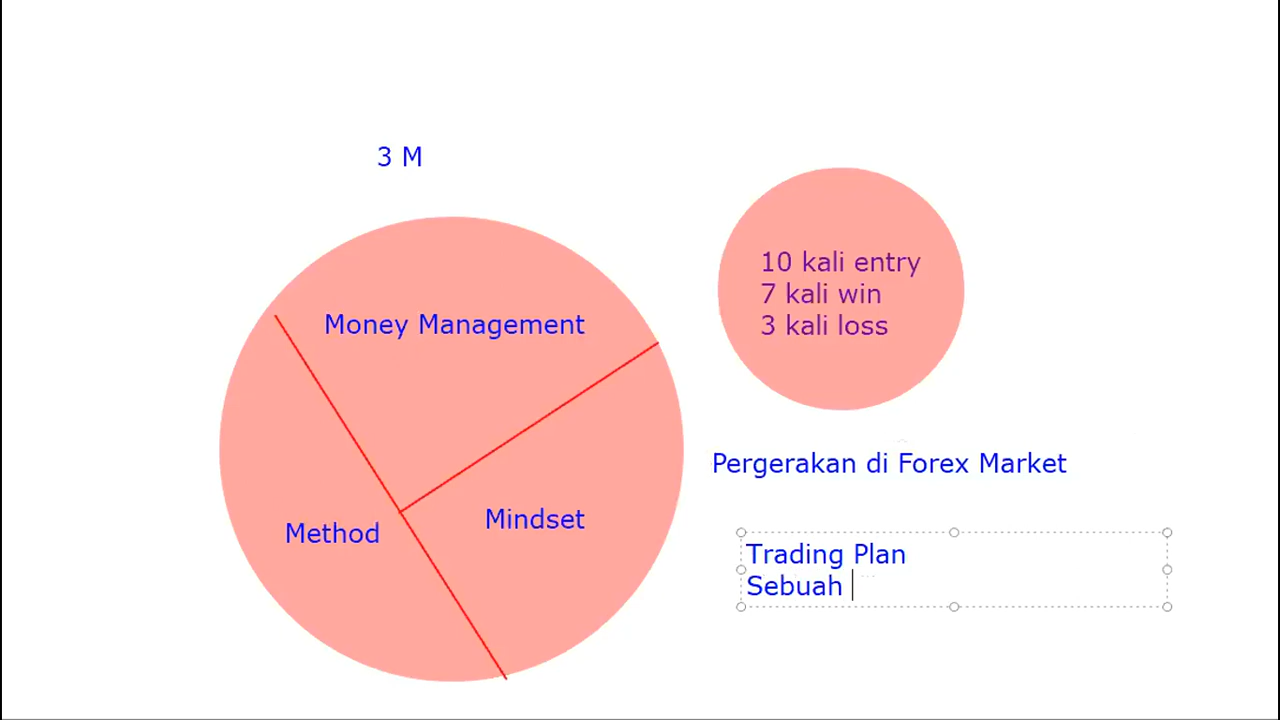 3 M
Money Management
Method
Mindset
10 kali entry
7 kali win
3 kali loss
Pergerakan di Forex Market
Trading Plan
Sebuah